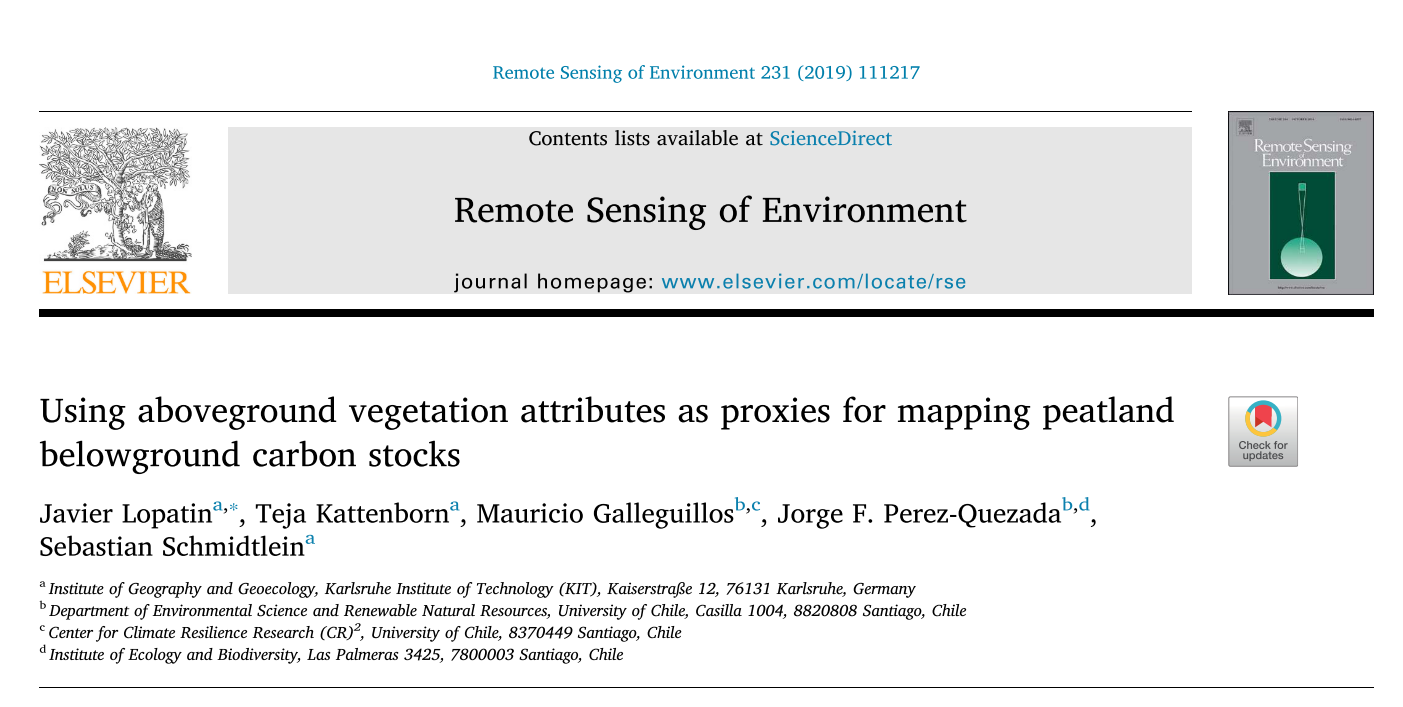 Remote Sensing of Environment 231 (2019) 111217
Contents lists available at ScienceDirect
Remote Sensing of Environment
journal homepage: www.elsevier.com/locate/rse
NON SOLUS
ELSEVIER
Remote Sensing
of
Environment
Using aboveground vegetation attributes as proxies for mapping peatland
belowground carbon stocks
Check for
updates
Javier Lopatin^a,*, Teja Kattenborn^a, Mauricio Galleguillos^b,c, Jorge F. Perez-Quezada^b,d,
Sebastian Schmidtlein^a
^a Institute of Geography and Geoecology, Karlsruhe Institute of Technology (KIT), Kaiserstraße 12, 76131 Karlsruhe, Germany
^b Department of Environmental Science and Renewable Natural Resources, University of Chile, Casilla 1004, 8820808 Santiago, Chile
^c Center for Climate Resilience Research (CR)^2, University of Chile, 8370449 Santiago, Chile
^d Institute of Ecology and Biodiversity, Las Palmeras 3425, 7800003 Santiago, Chile